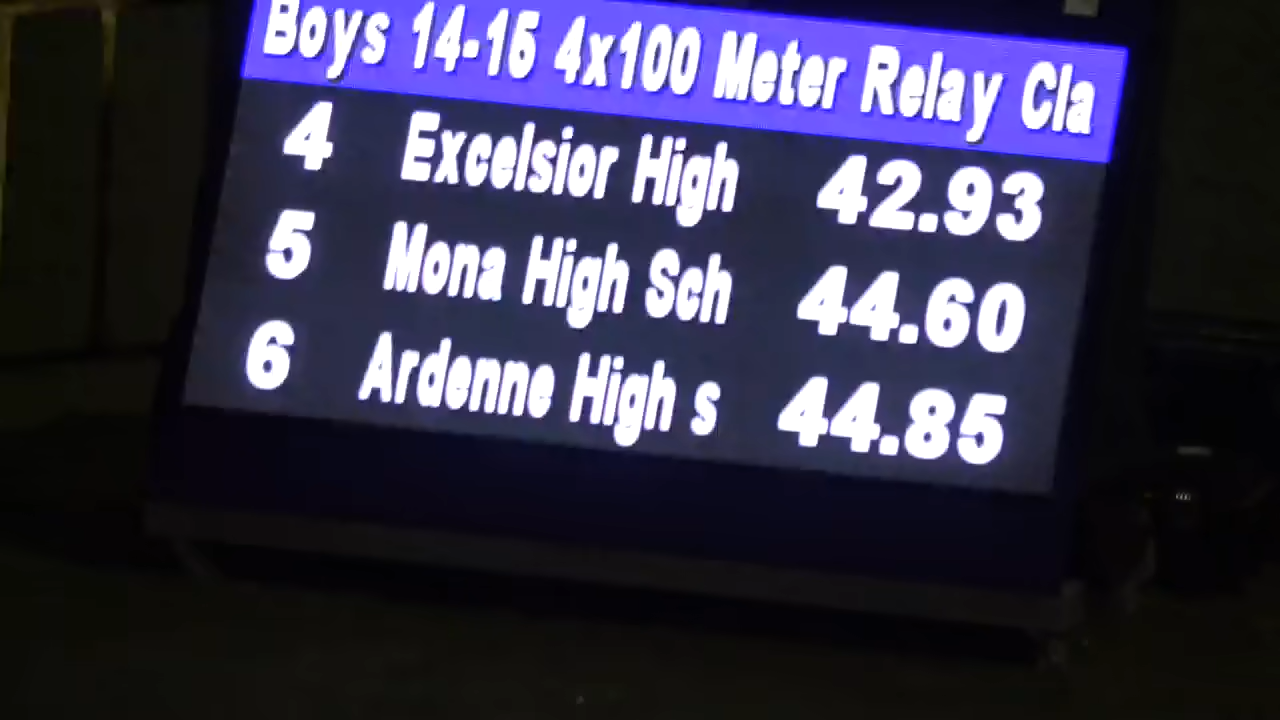 Boys 14-15 4x100 Meter Relay Cla
4 Excelsior High 42.93
5 Mona High Sch 44.60
6 Ardenne High s 44.85